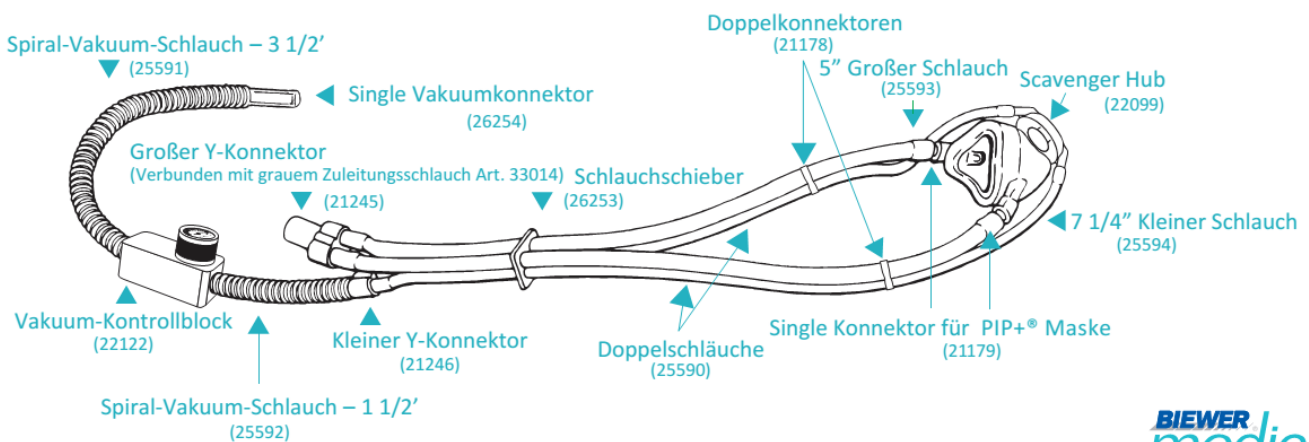 Doppelkonnektoren
(21178)
Spiral-Vakuum-Schlauch – 3 1/2’
(25591)
5” Großer Schlauch
(25593)
Scavenger Hub
(22099)
Single Vakuumkonnektor
(26254)
Großer Y-Konnektor
(Verbunden mit grauem Zuleitungsschlauch Art. 33014)
(21245)
Schlauchschieber
(26253)
7 1/4” Kleiner Schlauch
(25594)
Vakuum-Kontrollblock
(22122)
Kleiner Y-Konnektor
(21246)
Doppelschläuche
(25590)
Single Konnektor für PIP+® Maske
(21179)
Spiral-Vakuum-Schlauch – 1 1/2’
(25592)
BIEWER